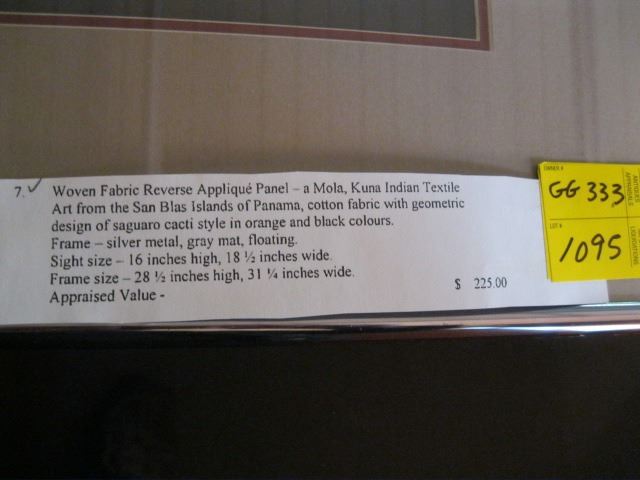 7. ✓ Woven Fabric Reverse Appliqué Panel – a Mola, Kuna Indian Textile
Art from the San Blas Islands of Panama, cotton fabric with geometric
design of saguaro cacti style in orange and black colours.
Frame – silver metal, gray mat, floating.
Sight size – 16 inches high, 18 ½ inches wide.
Frame size – 28 ½ inches high, 31 ¼ inches wide.
Appraised Value - $ 225.00
OWNER #
GG 333
LOT #
1095